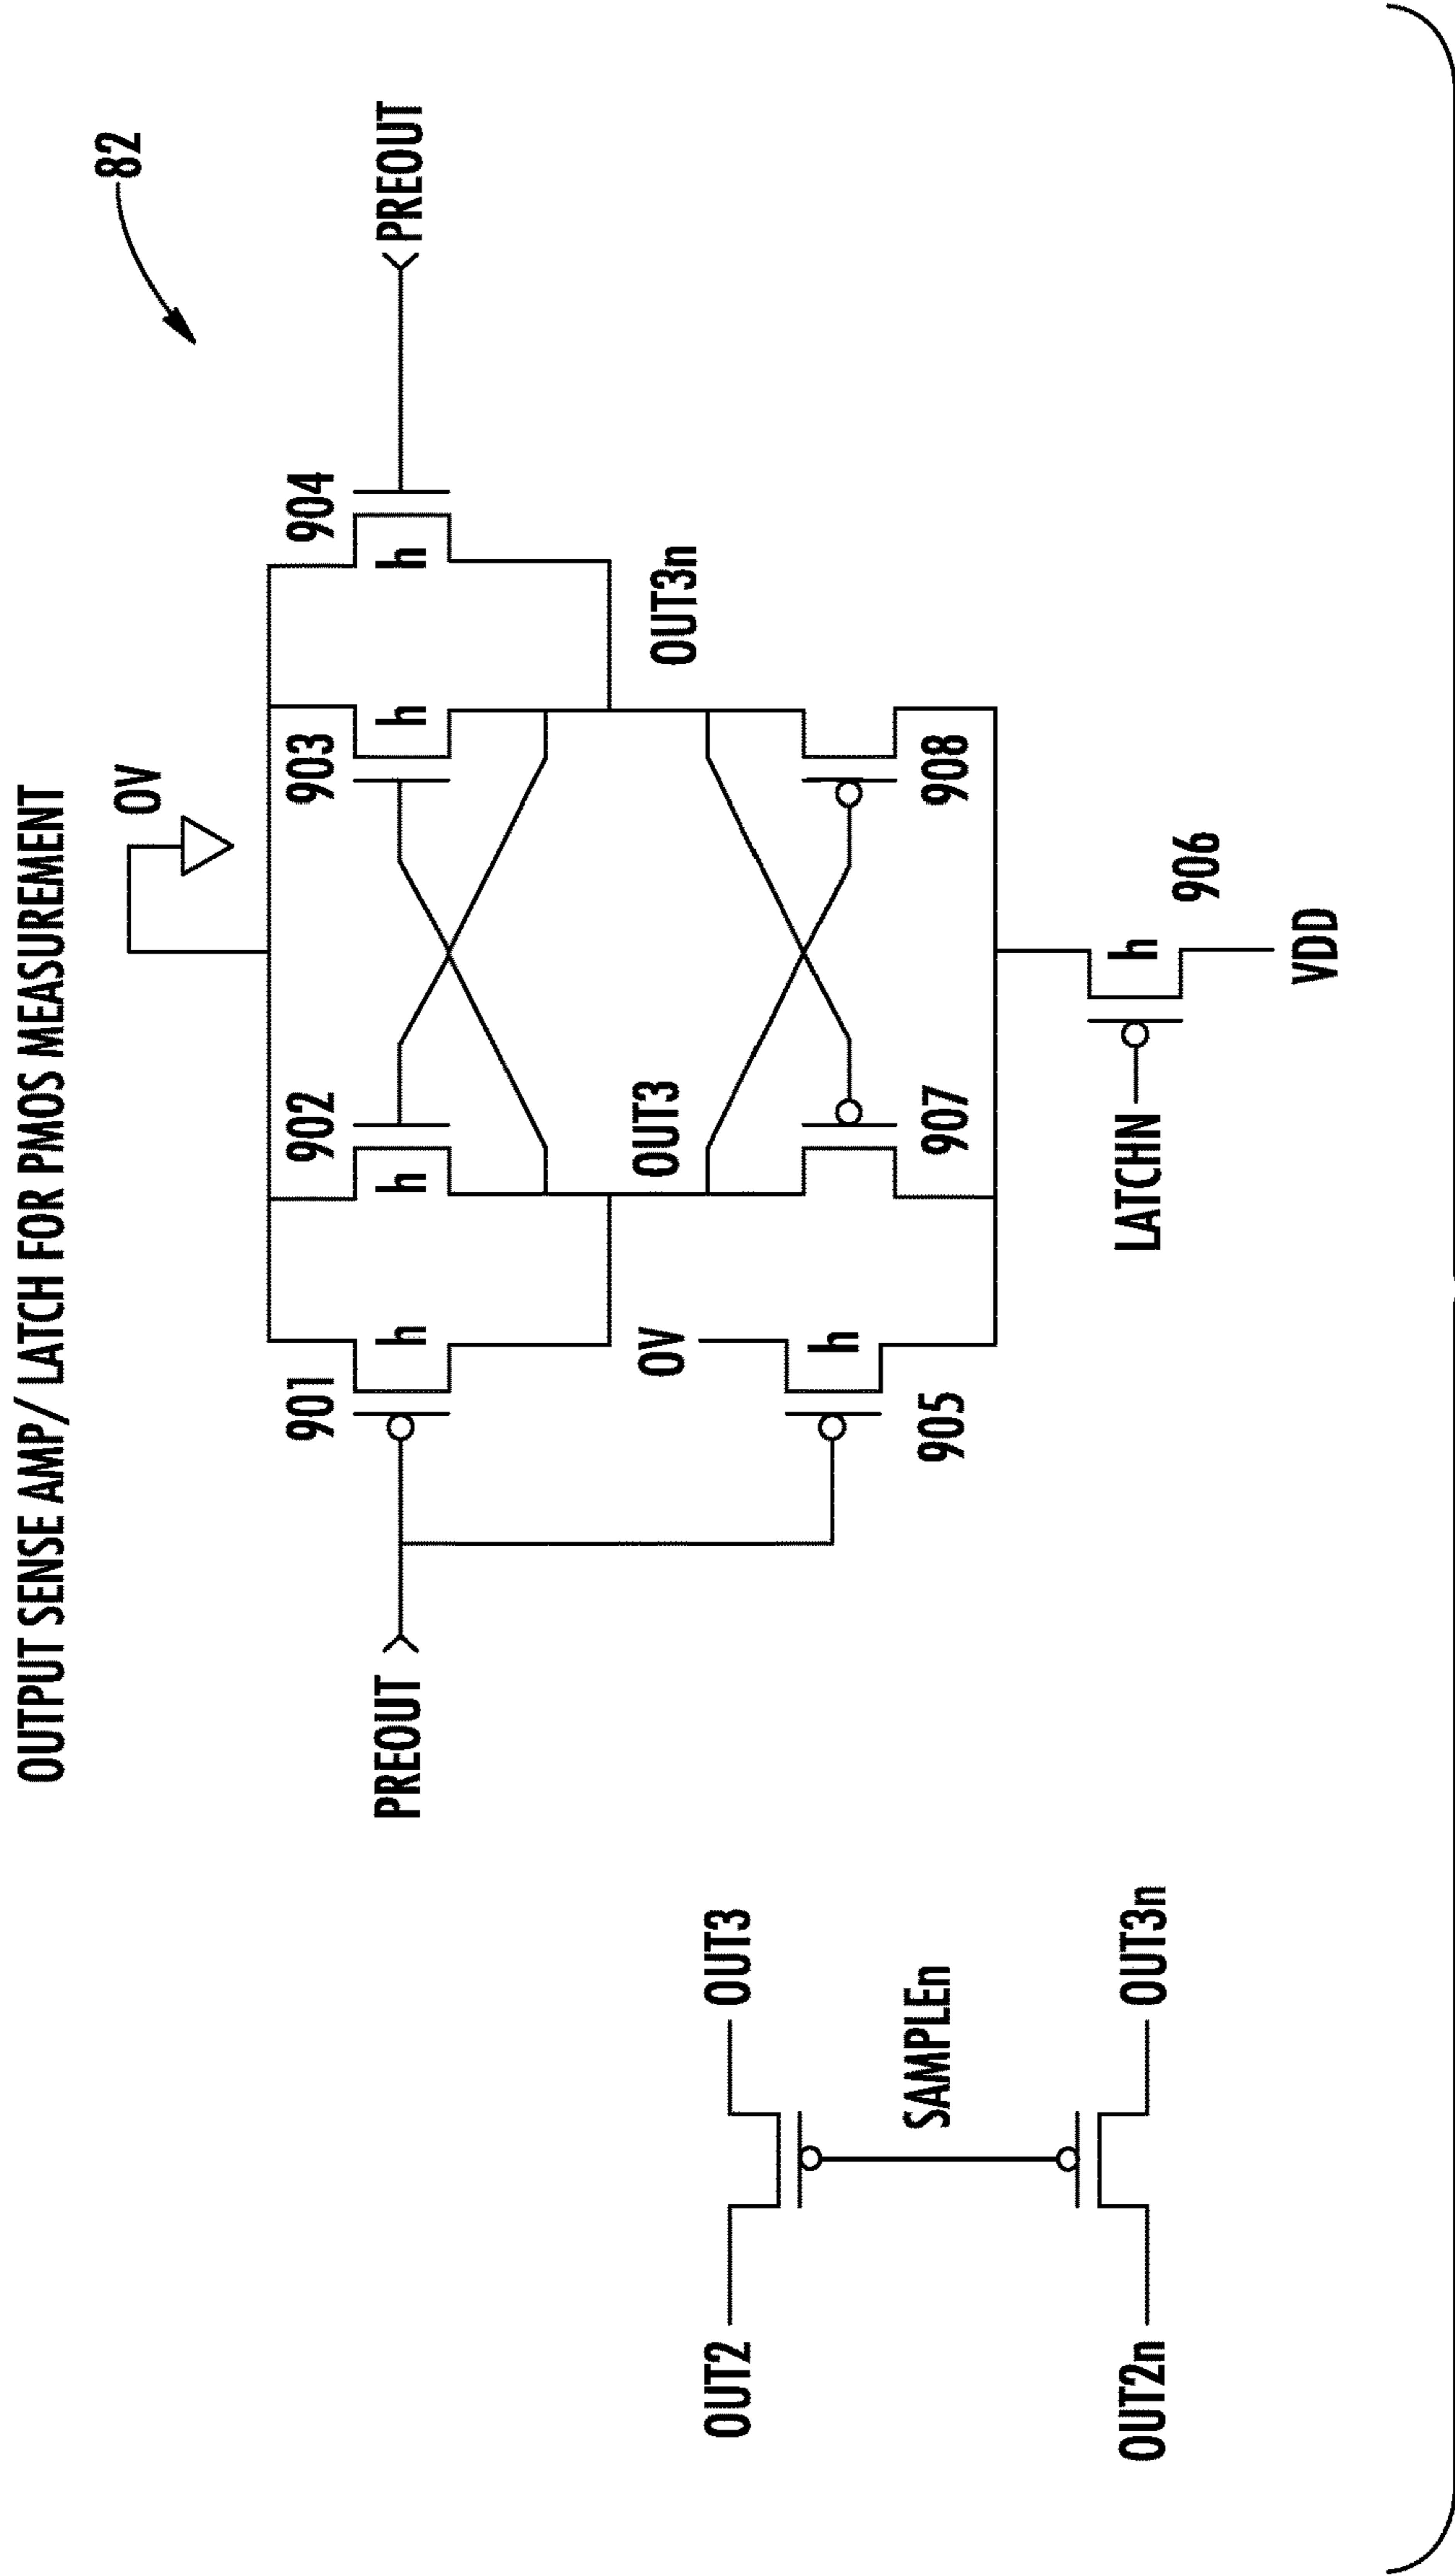 OUTPUT SENSE AMP/ LATCH FOR PMOS MEASUREMENT
82
0V
901
902
903
904
h
h
h
h
PREOUT
PREOUT
OUT3
OUT3n
0V
h
905
907
908
LATCHN
h
906
VDD
OUT2
OUT3
SAMPLEn
OUT2n
OUT3n